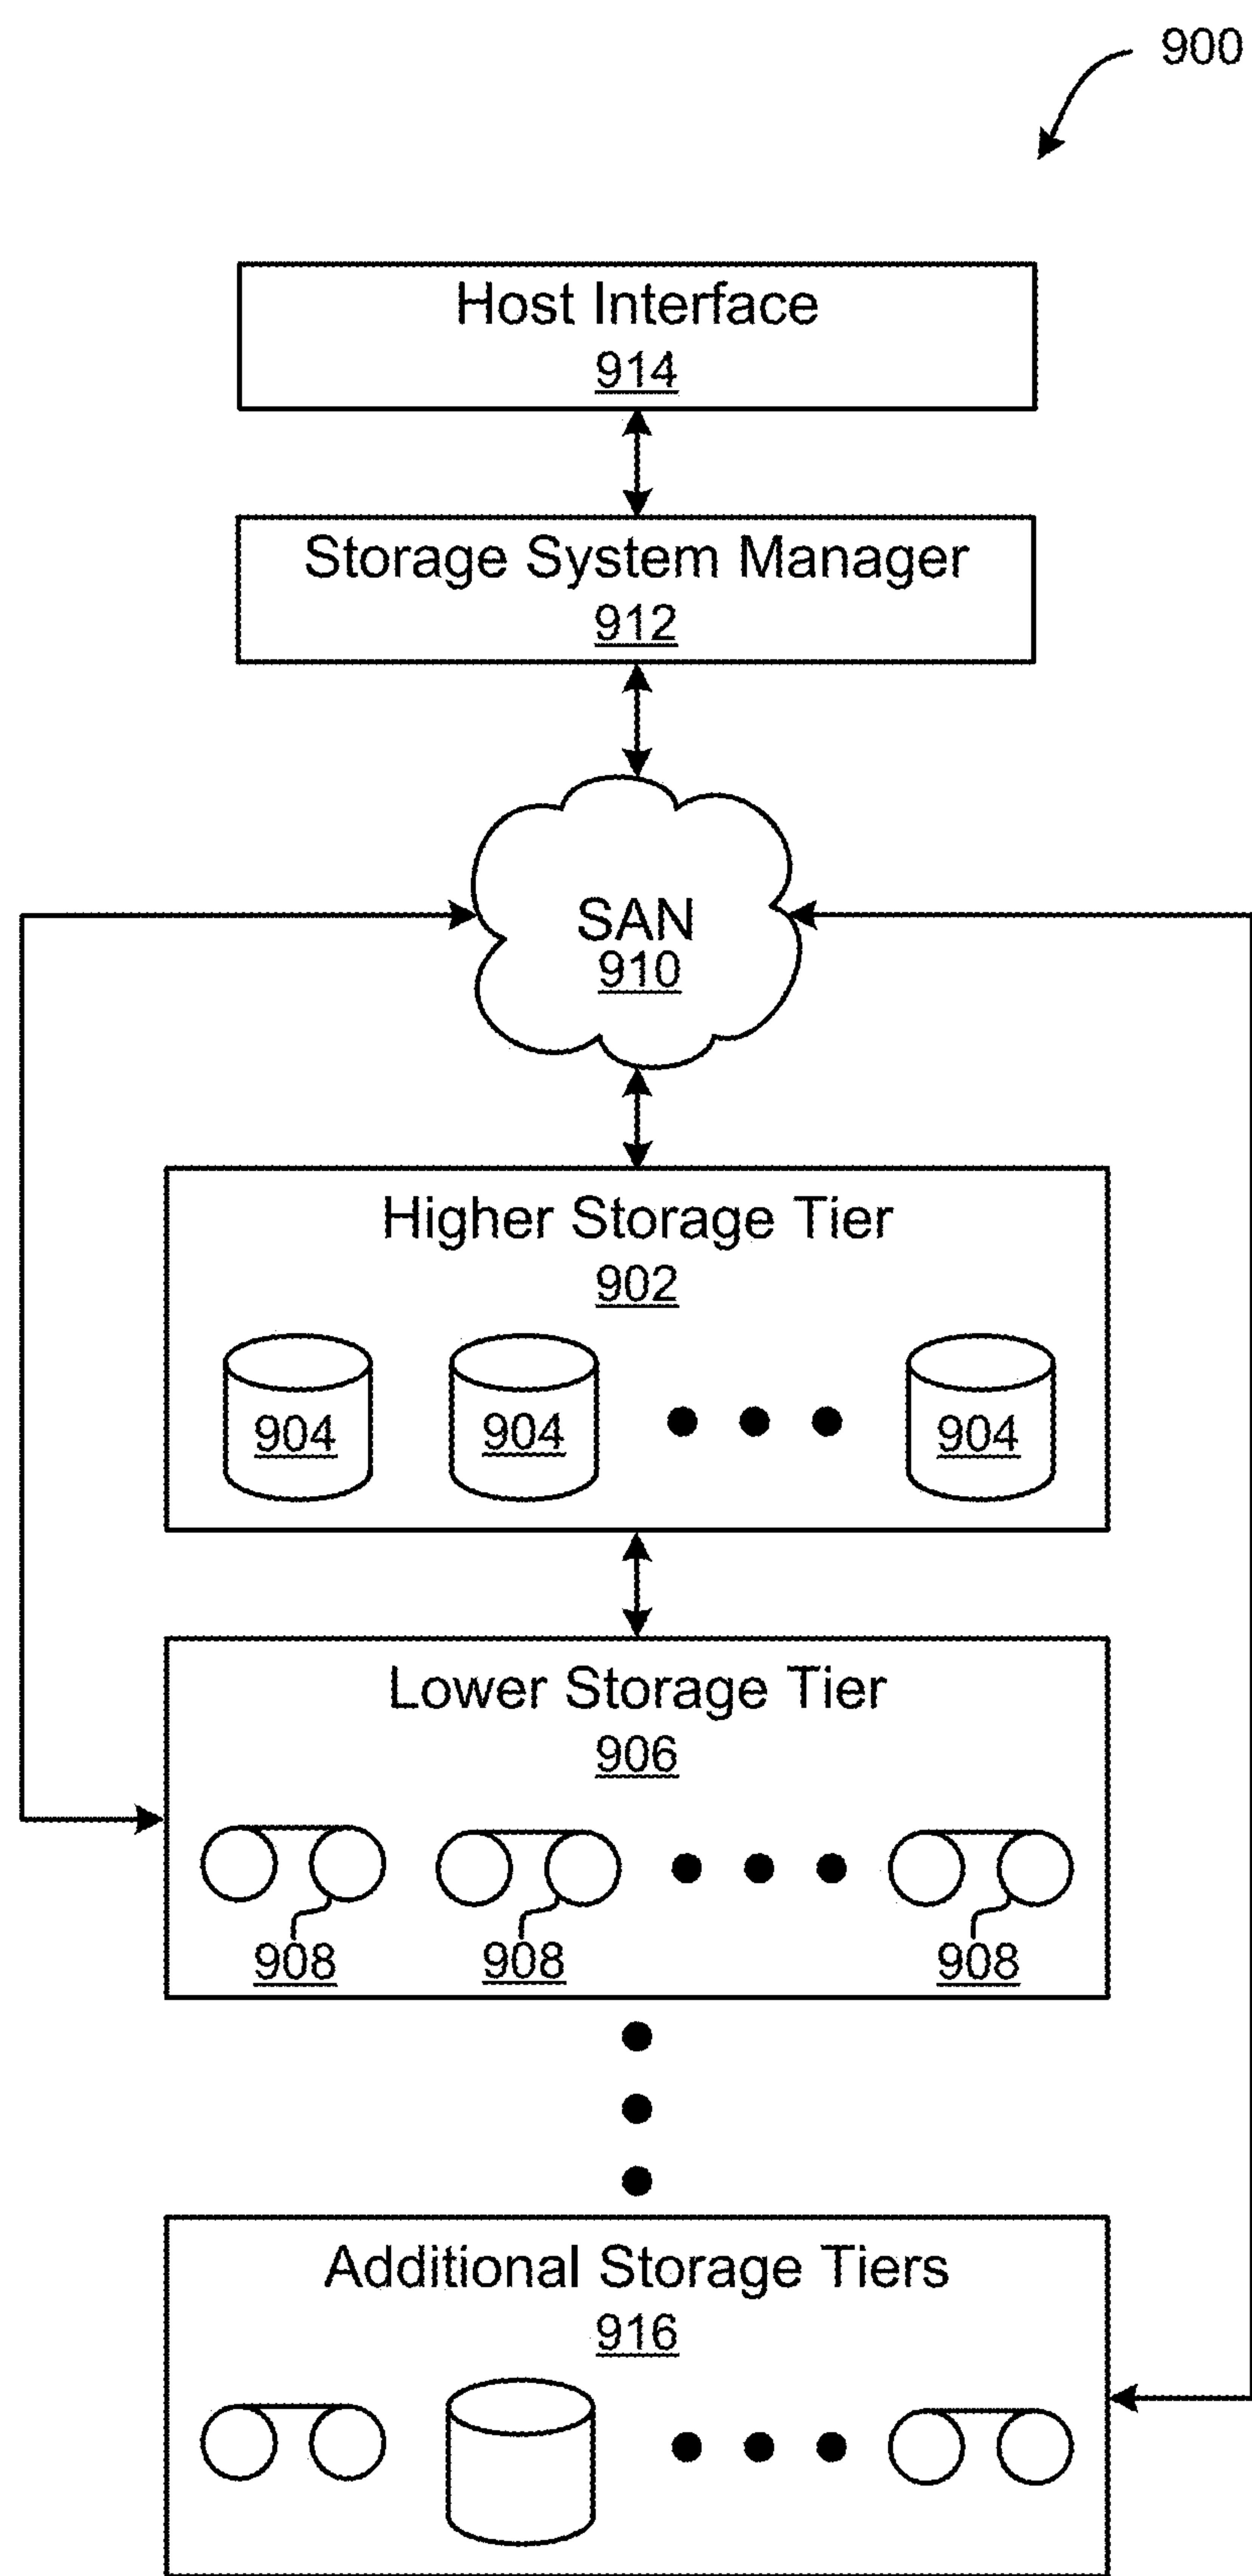 900
Host Interface
914
Storage System Manager
912
SAN
910
Higher Storage Tier
902
904 904 904
Lower Storage Tier
906
908 908 908
Additional Storage Tiers
916